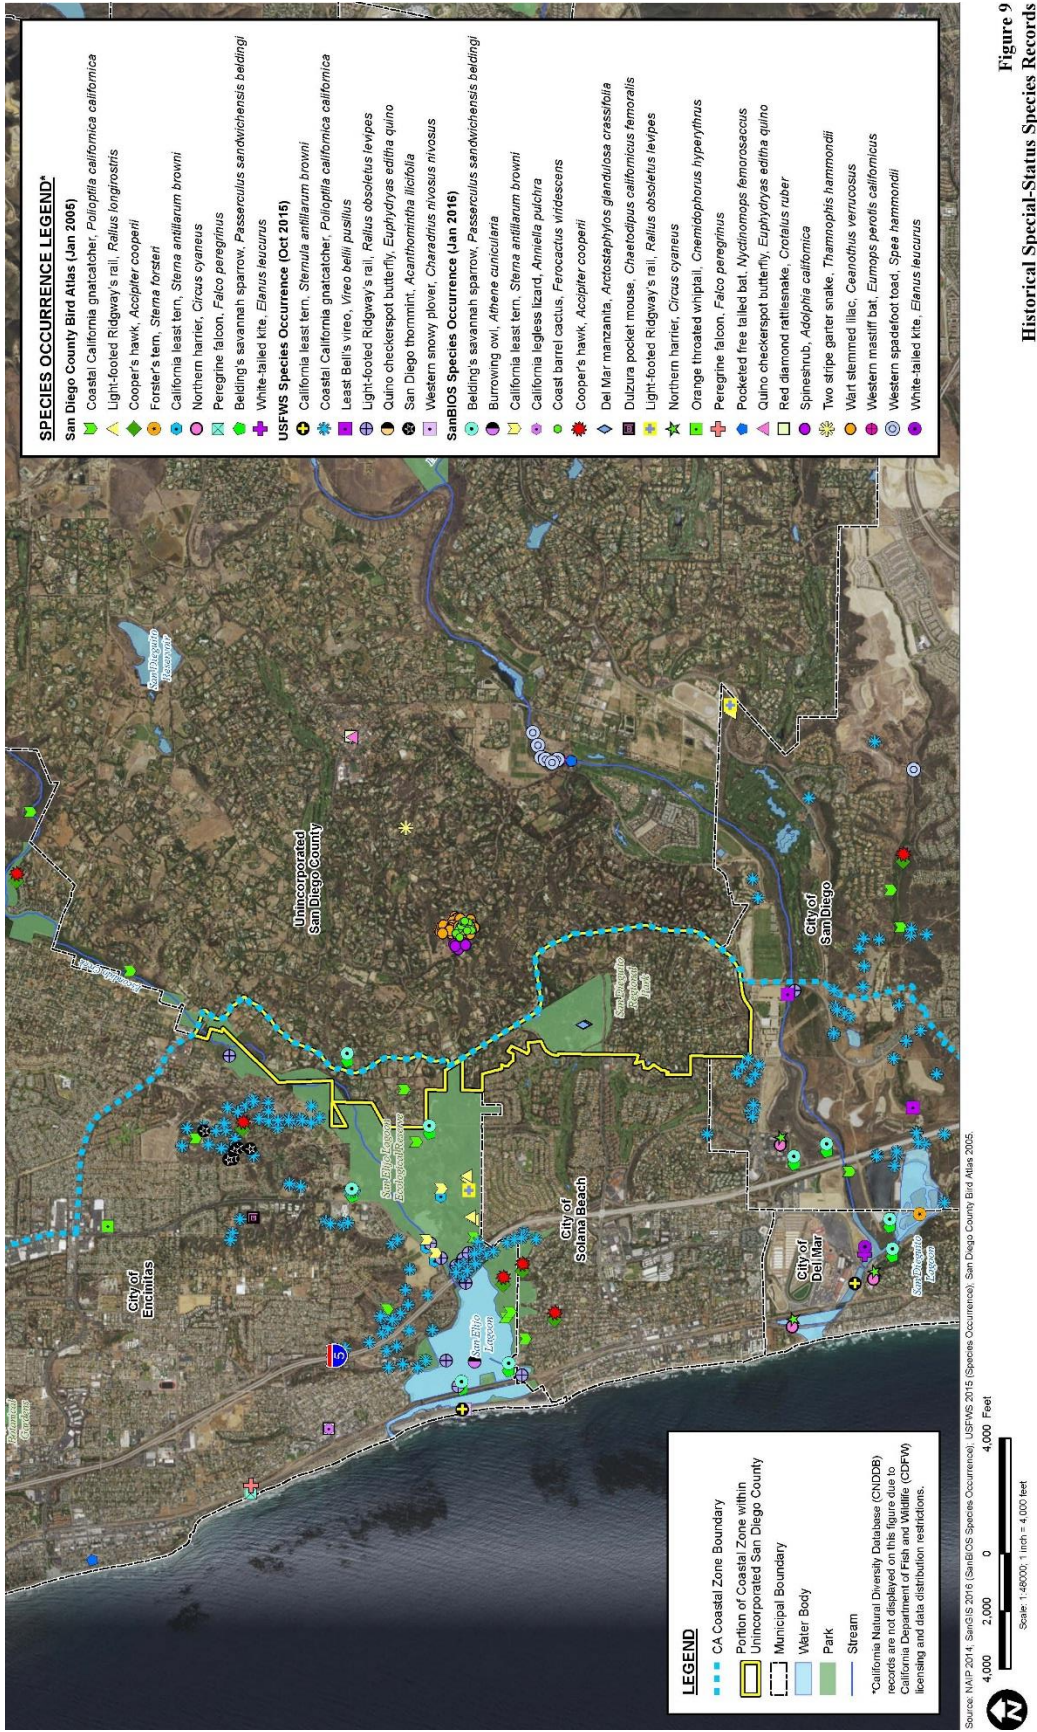 SPECIES OCCURRENCE LEGEND*
San Diego County Bird Atlas (Jan 2005)
Coastal California gnatcatcher, Polioptila californica californica
Light-footed Ridgway's rail, Rallus longirostris
Cooper's hawk, Accipiter cooperii
Forster's tern, Sterna forsteri
California least tern, Sterna antillarum browni
Northern harrier, Circus cyaneus
Peregrine falcon, Falco peregrinus
Belding's savannah sparrow, Passerculus sandwichensis beldingi
White-tailed kite, Elanus leucurus
USFWS Species Occurrence (Oct 2015)
California least tern, Sternula antillarum browni
Coastal California gnatcatcher, Polioptila californica californica
Least Bell's vireo, Vireo bellii pusillus
Light-footed Ridgway's rail, Rallus obsoletus levipes
Quino checkerspot butterfly, Euphydryas editha quino
San Diego thornmint, Acanthomintha ilicifolia
Western snowy plover, Charadrius nivosus nivosus
SanBIOS Species Occurrence (Jan 2016)
Belding's savannah sparrow, Passerculus sandwichensis beldingi
Burrowing owl, Athene cunicularia
California least tern, Sterna antillarum browni
California legless lizard, Anniella pulchra
Coast barrel cactus, Ferocactus viridescens
Cooper's hawk, Accipiter cooperii
Del Mar manzanita, Arctostaphylos glandulosa crassifolia
Dulzura pocket mouse, Chaetodipus californicus femoralis
Light-footed Ridgway's rail, Rallus obsoletus levipes
Northern harrier, Circus cyaneus
Orange throated whiptail, Cnemidophorus hyperythrus
Peregrine falcon, Falco peregrinus
Pocketed free tailed bat, Nyctinomops femorosaccus
Quino checkerspot butterfly, Euphydryas editha quino
Red diamond rattlesnake, Crotalus ruber
Spineshrub, Adolphia californica
Two stripe garter snake, Thamnophis hammondii
Wart stemmed lilac, Ceanothus verrucosus
Western mastiff bat, Eumops perotis californicus
Western spadefoot toad, Spea hammondii
White-tailed kite, Elanus leucurus
San Dieguito
Reservoir
Unincorporated
San Diego County
Escondido Creek
City of
San Diego
San Dieguito
Regional
Park
San Elijo Lagoon
Ecological Reserve
City of
Encinitas
City of
Solana Beach
City of
Del Mar
San Dieguito
Lagoon
San Elijo
Lagoon
5
Botanical
Gardens
LEGEND
CA Coastal Zone Boundary
Portion of Coastal Zone within
Unincorporated San Diego County
Municipal Boundary
Water Body
Park
Stream
*California Natural Diversity Database (CNDDB)
records are not displayed on this figure due to
California Department of Fish and Wildlife (CDFW)
licensing and data distribution restrictions.
Source: NAIP 2014; SanGIS 2016 (SanBIOS Species Occurrence); USFWS 2015 (Species Occurrence); San Diego County Bird Atlas 2005.
N
4,000 2,000 0 4,000 Feet
Scale: 1:48000; 1 inch = 4,000 feet
Figure 9
Historical Special-Status Species Records